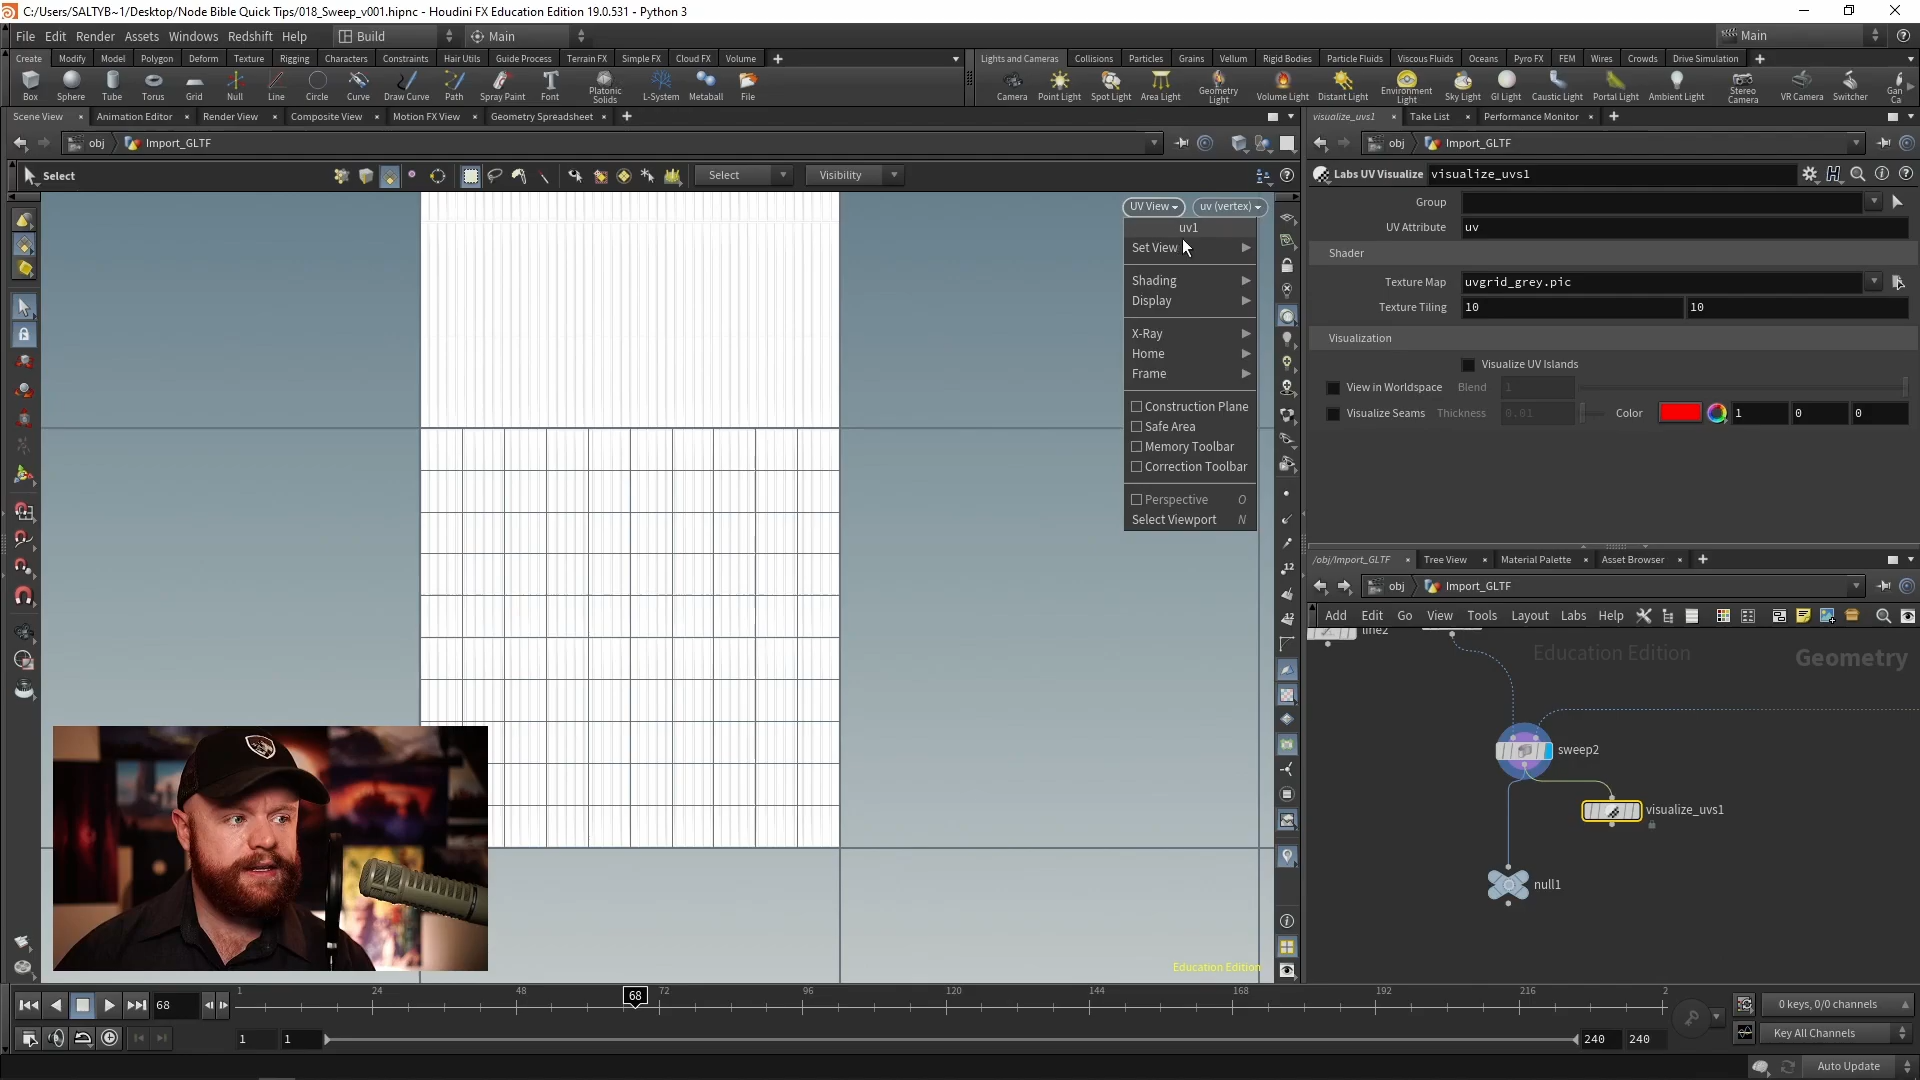 C:/Users/SALTYB~1/Desktop/Node Bible Quick Tips/018_Sweep_v001.hipnc - Houdini FX Education Edition 19.0.531 - Python 3
File Edit Render Assets Windows Redshift Help Build Main Main
Create Modify Model Polygon Deform Texture Rigging Characters Constraints Hair Utils Guide Process Terrain FX Simple FX Cloud FX Volume
Lights and Cameras Collisions Particles Grains Vellum Rigid Bodies Particle Fluids Viscous Fluids Oceans Pyro FX FEM Wires Crowds Drive Simulation
Box Sphere Tube Torus Grid Null Line Circle Curve Draw Curve Path Spray Paint Font Platonic Solids L-System Metaball File
Camera Point Light Spot Light Area Light Geometry Light Volume Light Distant Light Environment Light Sky Light GI Light Caustic Light Portal Light Ambient Light Stereo Camera VR Camera Switcher Gan Ca
Scene View Animation Editor Render View Composite View Motion FX View Geometry Spreadsheet
visualize_uvs1 Take List Performance Monitor
obj Import_GLTF
obj Import_GLTF
Select Select Visibility
Labs UV Visualize visualize_uvs1
UV View uv (vertex)
uv1
Set View
Shading
Display
X-Ray
Home
Frame
Construction Plane
Safe Area
Memory Toolbar
Correction Toolbar
Perspective O
Select Viewport N
Group
UV Attribute uv
Shader
Texture Map uvgrid_grey.pic
Texture Tiling 10 10
Visualization
Visualize UV Islands
View in Worldspace Blend 1
Visualize Seams Thickness 0.01 Color 1 0 0
/obj/Import_GLTF Tree View Material Palette Asset Browser
obj Import_GLTF
Add Edit Go View Tools Layout Labs Help
line2
Education Edition Geometry
sweep2
visualize_uvs1
null1
Education Edition
68 1 24 48 68 72 96 120 144 168 192 216 2
0 keys, 0/0 channels
1 1 240 240
Key All Channels
Auto Update